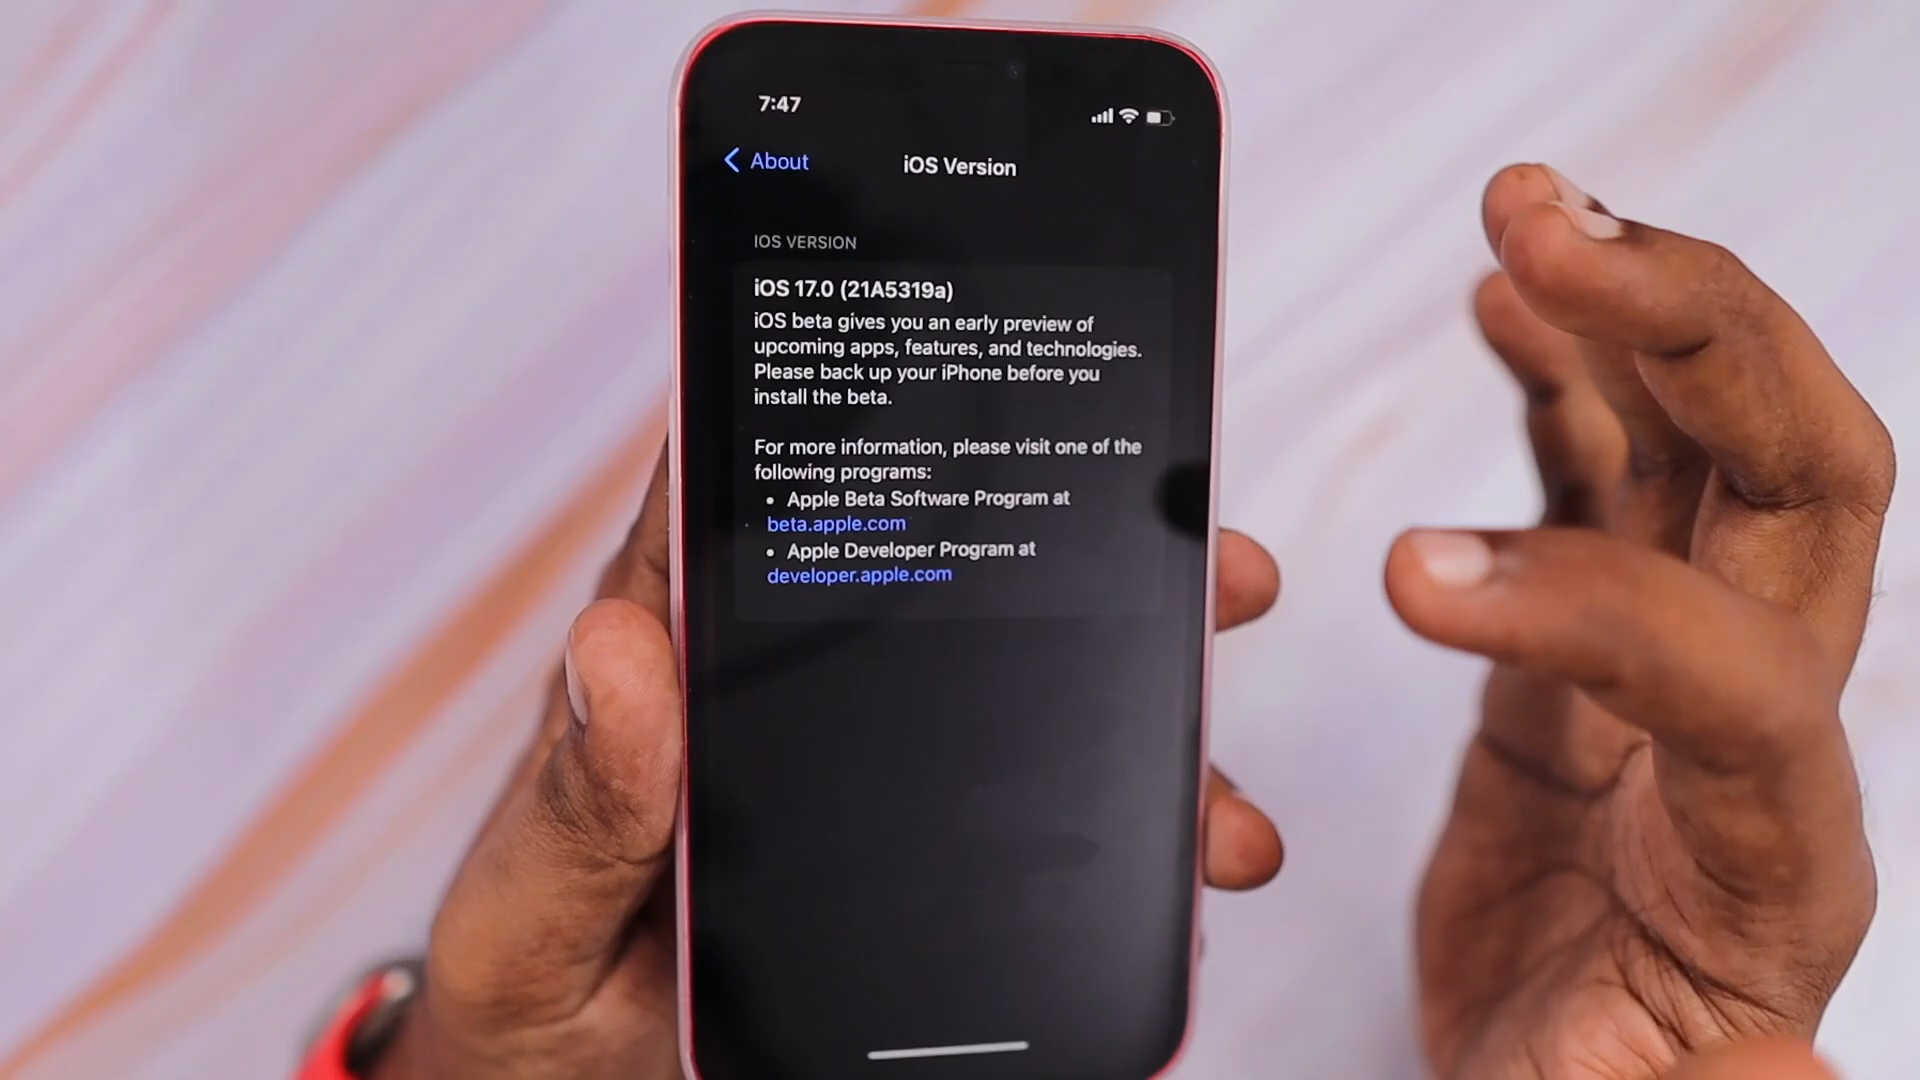 7:47
About
iOS Version
IOS VERSION
iOS 17.0 (21A5319a)
iOS beta gives you an early preview of
upcoming apps, features, and technologies.
Please back up your iPhone before you
install the beta.
For more information, please visit one of the
following programs:
• Apple Beta Software Program at
beta.apple.com
• Apple Developer Program at
developer.apple.com